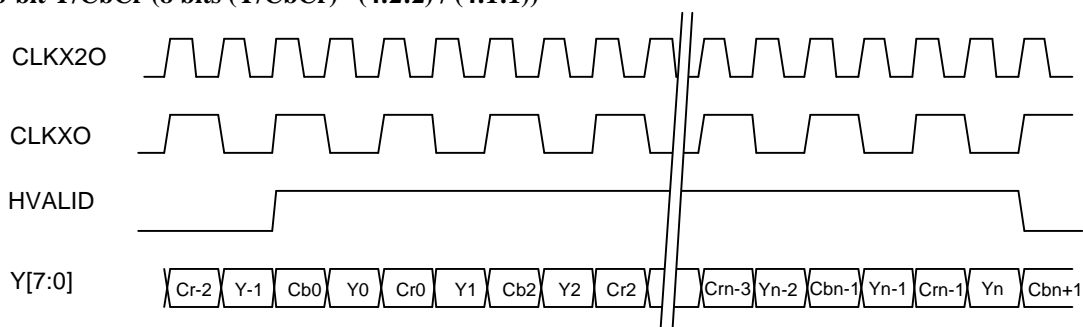 8-bit Y/CbCr (8 bits (Y/CbCr) (4:2:2) / (4:1:1))
CLKX2O
CLKXO
HVALID
Y[7:0] Cr-2 Y-1 Cb0 Y0 Cr0 Y1 Cb2 Y2 Cr2 Crn-3 Yn-2 Cbn-1 Yn-1 Crn-1 Yn Cbn+1